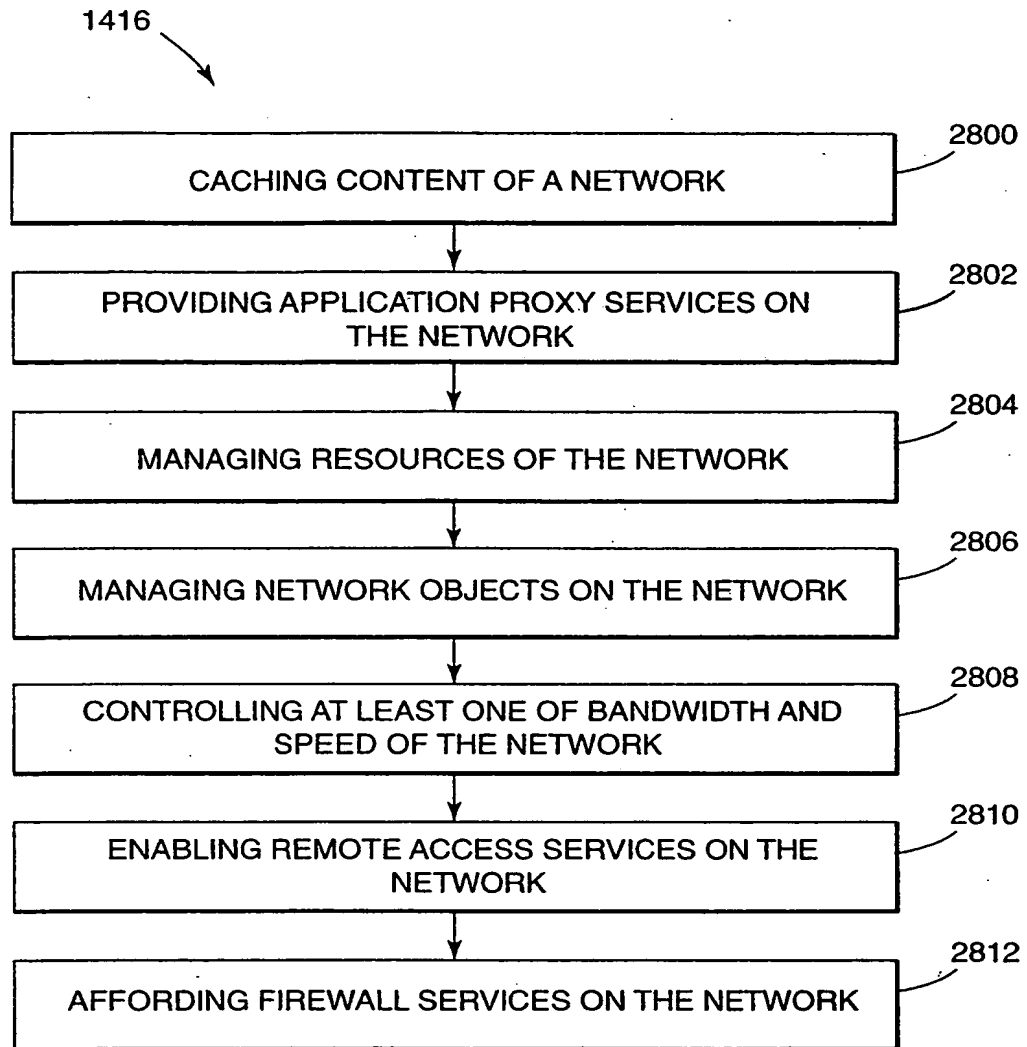 1416
2800
CACHING CONTENT OF A NETWORK
2802
PROVIDING APPLICATION PROXY SERVICES ON
THE NETWORK
2804
MANAGING RESOURCES OF THE NETWORK
2806
MANAGING NETWORK OBJECTS ON THE NETWORK
2808
CONTROLLING AT LEAST ONE OF BANDWIDTH AND
SPEED OF THE NETWORK
2810
ENABLING REMOTE ACCESS SERVICES ON THE
NETWORK
2812
AFFORDING FIREWALL SERVICES ON THE NETWORK